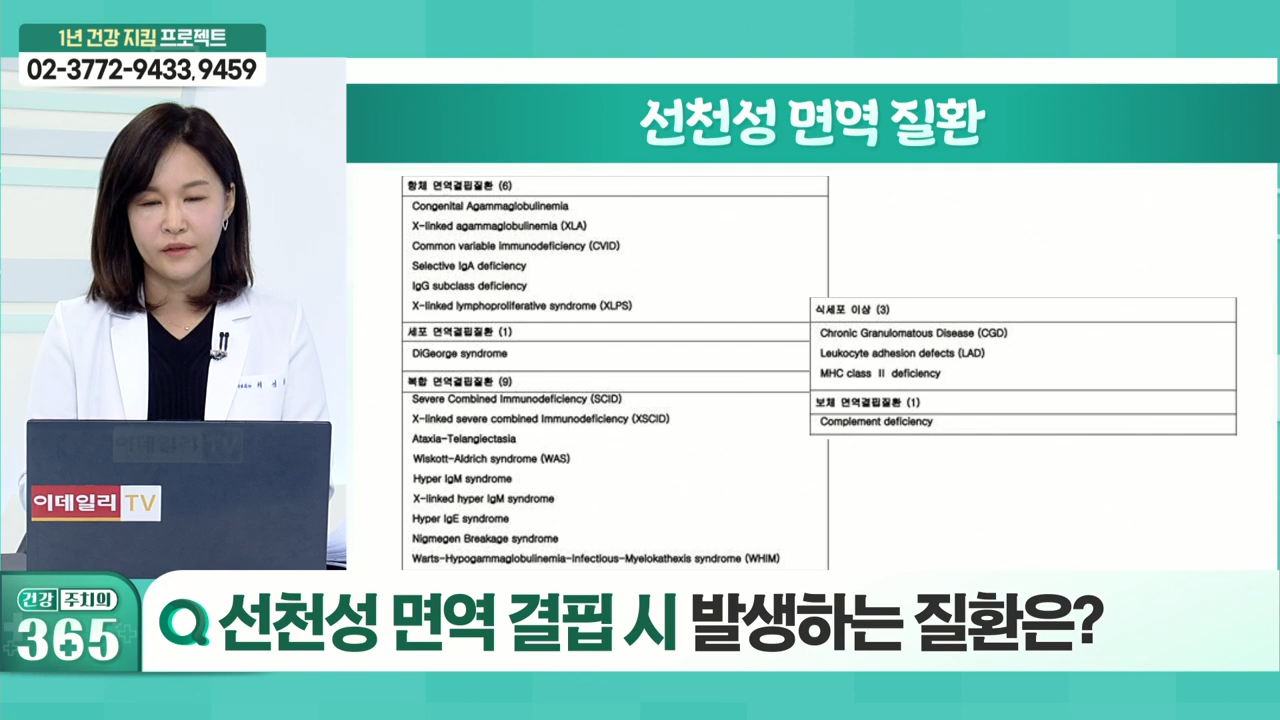 1년 건강 지킴 프로젝트
02-3772-9433, 9459
선천성 면역 질환
항체 면역결핍질환 (6)
Congenital Agammaglobulinemia
X-linked agammaglobulinemia (XLA)
Common variable immunodeficiency (CVID)
Selective IgA deficiency
IgG subclass deficiency
X-linked lymphoproliferative syndrome (XLPS)
세포 면역결핍질환 (1)
DiGeorge syndrome
복합 면역결핍질환 (9)
Severe Combined Immunodeficiency (SCID)
X-linked severe combined Immunodeficiency (XSCID)
Ataxia-Telangiectasia
Wiskott-Aldrich syndrome (WAS)
Hyper IgM syndrome
X-linked hyper IgM syndrome
Hyper IgE syndrome
Nigmegen Breakage syndrome
Warts-Hypogammaglobulinemia-Infectious-Myelokathexis syndrome (WHIM)
식세포 이상 (3)
Chronic Granulomatous Disease (CGD)
Leukocyte adhesion defects (LAD)
MHC class II deficiency
보체 면역결핍질환 (1)
Complement deficiency
이데일리 TV
이데일리TV
건강 주치의
365
Q 선천성 면역 결핍 시 발생하는 질환은?